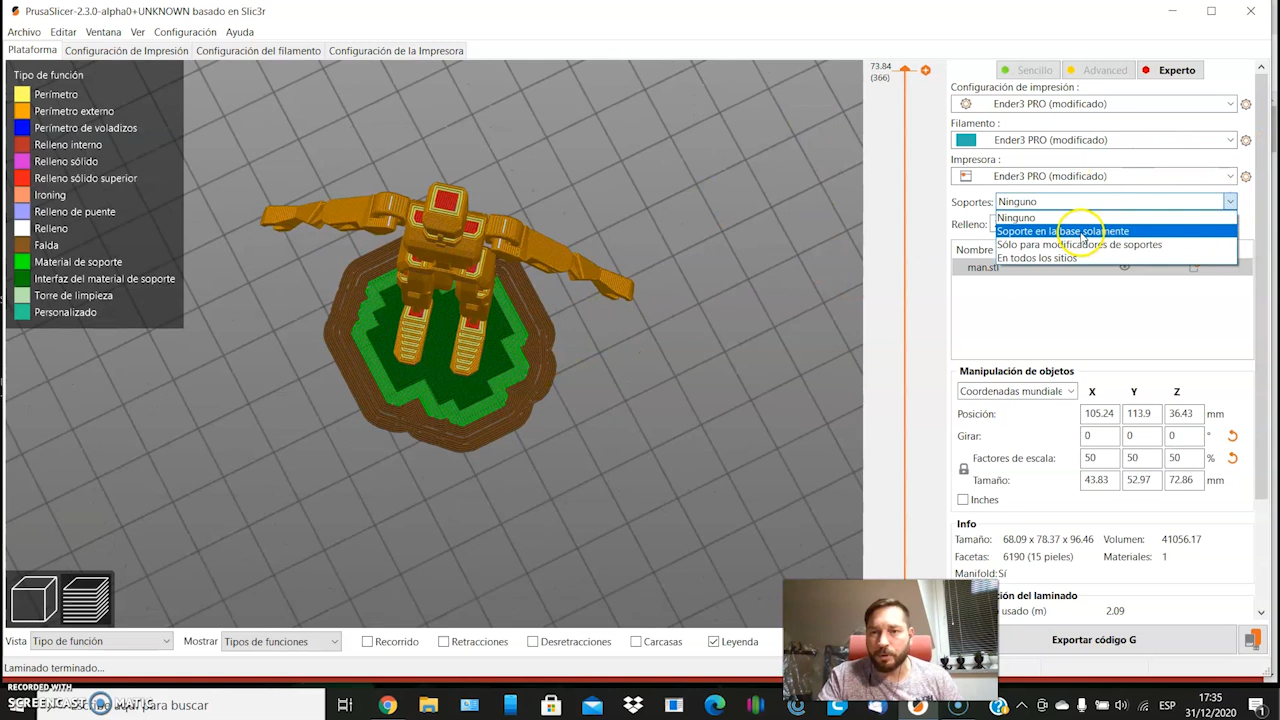 PrusaSlicer-2.3.0-alpha0+UNKNOWN basado en Slic3r
Archivo Editar Ventana Ver Configuración Ayuda
Plataforma Configuración de Impresión Configuración del filamento Configuración de la Impresora
Tipo de función
Perímetro
Perímetro externo
Perímetro de voladizos
Relleno interno
Relleno sólido
Relleno sólido superior
Ironing
Relleno de puente
Relleno
Falda
Material de soporte
Interfaz del material de soporte
Torre de limpieza
Personalizado
73.84
(366)
Sencillo Advanced Experto
Configuración de impresión :
Ender3 PRO (modificado)
Filamento :
Ender3 PRO (modificado)
Impresora :
Ender3 PRO (modificado)
Soportes: Ninguno
Ninguno
Relleno: Soporte en la base solamente
Sólo para modificadores de soportes
Nombre En todos los sitios
man.stl
Manipulación de objetos
Coordenadas mundiale X Y Z
Posición: 105.24 113.9 36.43 mm
Girar: 0 0 0 °
Factores de escala: 50 50 50 %
Tamaño: 43.83 52.97 72.86 mm
Inches
Info
Tamaño: 68.09 x 78.37 x 96.46 Volumen: 41056.17
Facetas: 6190 (15 pieles) Materiales: 1
Manifold: Sí
ión del laminado
usado (m) 2.09
Exportar código G
Vista Tipo de función Mostrar Tipos de funciones Recorrido Retracciones Desretracciones Carcasas Leyenda
Laminado terminado...
RECORDED WITH
SCREENCAST MATIC
para buscar
ESP
17:35
31/12/2020
1